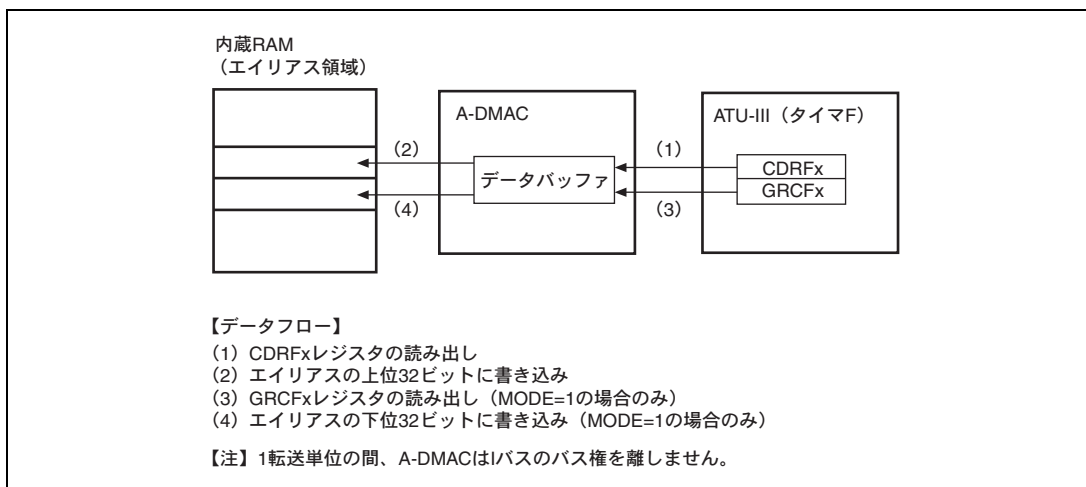 内蔵RAM
（エイリアス領域）
A-DMAC
ATU-III（タイマF）
(2)
(1)
データバッファ
CDRFx
GRCFx
(4)
(3)
【データフロー】
(1) CDRFxレジスタの読み出し
(2) エイリアスの上位32ビットに書き込み
(3) GRCFxレジスタの読み出し（MODE=1の場合のみ）
(4) エイリアスの下位32ビットに書き込み（MODE=1の場合のみ）
【注】1転送単位の間、A-DMACはIバスのバス権を離しません。